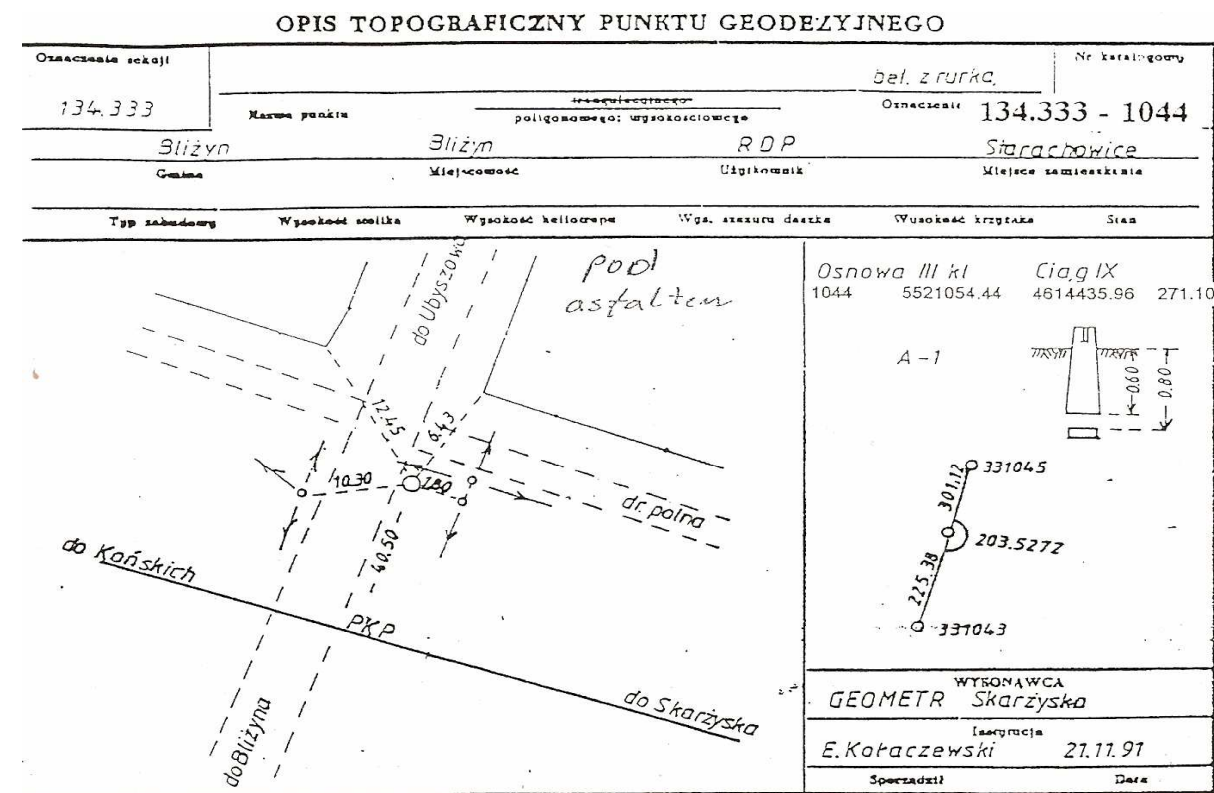 OPIS TOPOGRAFICZNY PUNKTU GEODEZYJNEGO
Oznaczenie sekcji
Nr katalogowy
134.333
bet. z rurką
Nazwa punktu
triangulacyjnego
poligonowego; wysokościowego
Oznaczenie
134.333 - 1044
Bliżyn
Bliżyn
RDP
Starachowice
Gmina
Miejscowość
Użytkownik
Miejsce zamieszkania
Typ zabudowy
Wysokość stolika
Wysokość heliotropa
Wys. szczytu daszka
Wysokość krzyżaka
Stan
pod
asfaltem
do Ubyszowa
12.45
6.43
10.30
2.80
40.50
dr. polna
do Końskich
PKP
do Skarżyska
do Bliżyna
Osnowa III kl Ciąg IX
1044 5521054.44 4614435.96 271.10
A-1
0.60
0.80
331045
301.12
203.5272
225.38
331043
WYKONAWCA
GEOMETR Skarżysko
Instytucja
E.Kołaczewski 21.11.91
Sporządził
Data